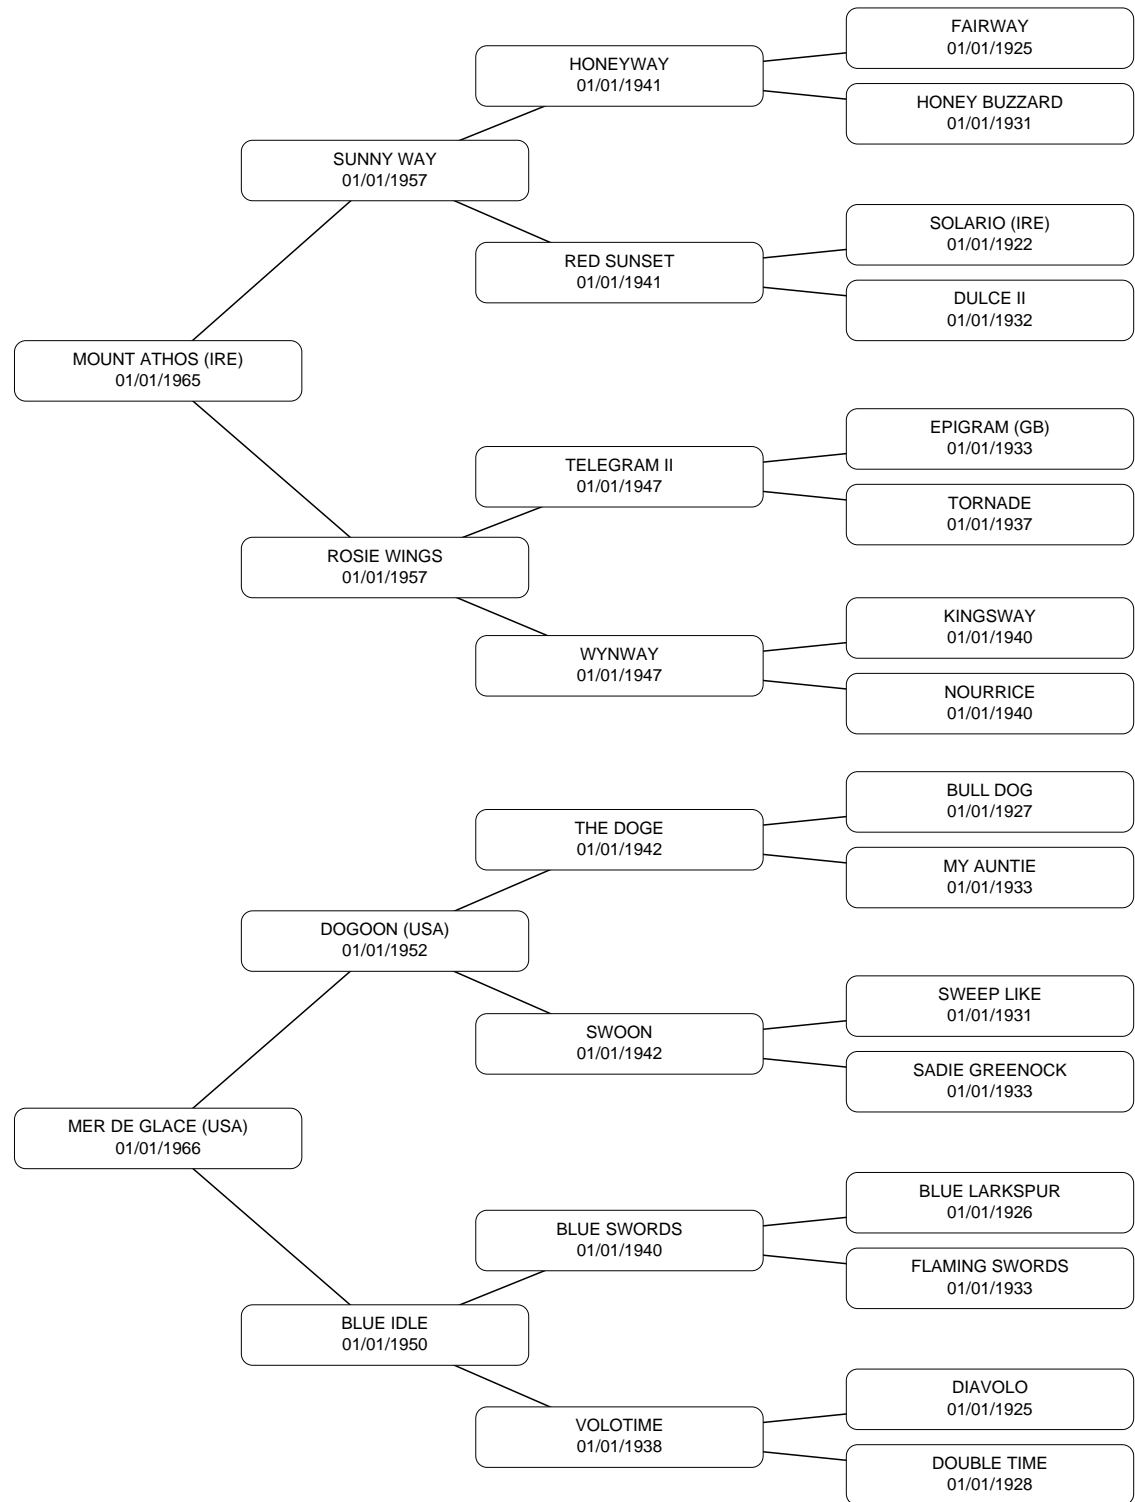 FAIRWAY
01/01/1925
HONEYWAY
01/01/1941
HONEY BUZZARD
01/01/1931
SUNNY WAY
01/01/1957
SOLARIO (IRE)
01/01/1922
RED SUNSET
01/01/1941
DULCE II
01/01/1932
MOUNT ATHOS (IRE)
01/01/1965
EPIGRAM (GB)
01/01/1933
TELEGRAM II
01/01/1947
TORNADE
01/01/1937
ROSIE WINGS
01/01/1957
KINGSWAY
01/01/1940
WYNWAY
01/01/1947
NOURRICE
01/01/1940
BULL DOG
01/01/1927
THE DOGE
01/01/1942
MY AUNTIE
01/01/1933
DOGOON (USA)
01/01/1952
SWEEP LIKE
01/01/1931
SWOON
01/01/1942
SADIE GREENOCK
01/01/1933
MER DE GLACE (USA)
01/01/1966
BLUE LARKSPUR
01/01/1926
BLUE SWORDS
01/01/1940
FLAMING SWORDS
01/01/1933
BLUE IDLE
01/01/1950
DIAVOLO
01/01/1925
VOLOTIME
01/01/1938
DOUBLE TIME
01/01/1928